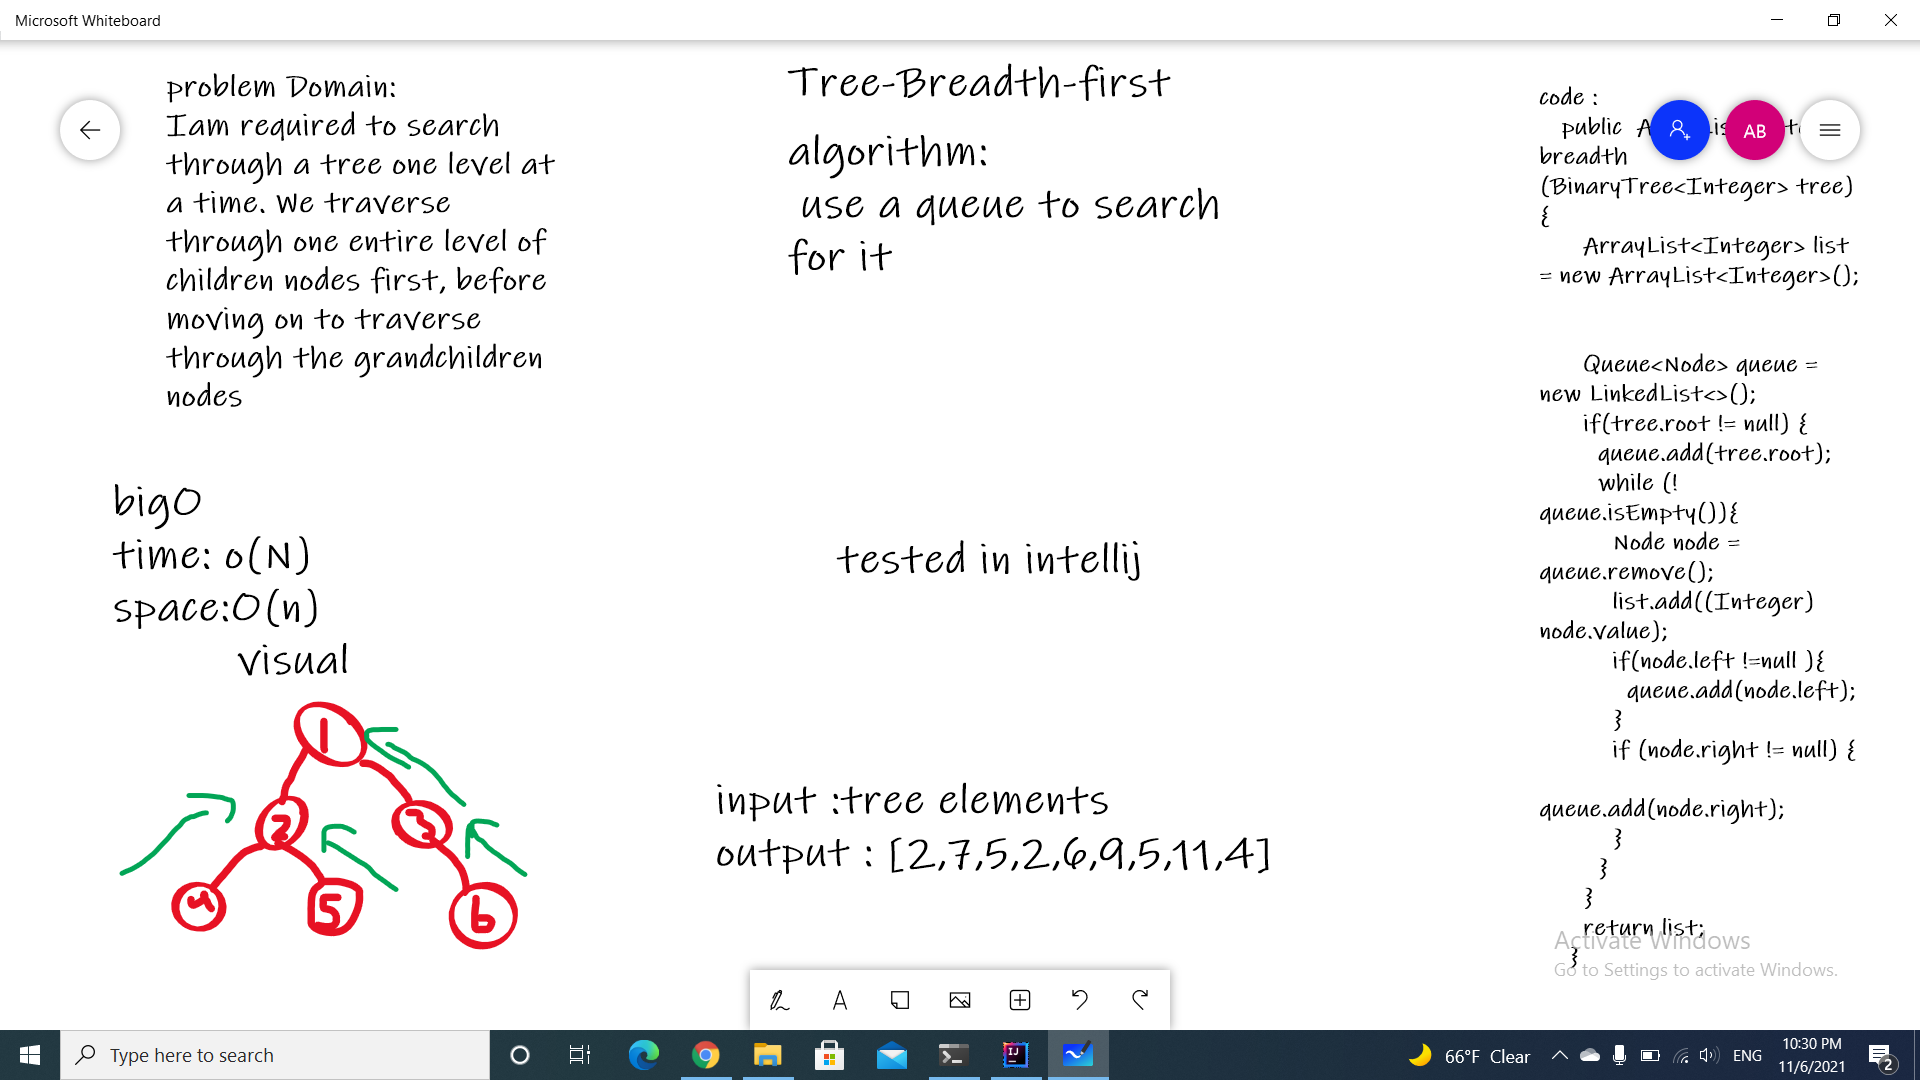 Microsoft Whiteboard
problem Domain:
Iam required to search
through a tree one level at
a time. We traverse
through one entire level of
children nodes first, before
moving on to traverse
through the grandchildren
nodes
Tree-Breadth-first
algorithm:
use a queue to search
for it
bigO
time: o(N)
space:O(n)
visual
1
2
3
4
5
6
tested in intellij
input :tree elements
output : [2,7,5,2,6,9,5,11,4]
code :
public
breadth
(BinaryTree<Integer> tree)
{
ArrayList<Integer> list
= new ArrayList<Integer>();
Queue<Node> queue =
new LinkedList<>();
if(tree.root != null) {
queue.add(tree.root);
while (!
queue.isEmpty()){
Node node =
queue.remove();
list.add((Integer)
node.value);
if(node.left !=null ){
queue.add(node.left);
}
if (node.right != null) {
queue.add(node.right);
}
}
}
return list;
}
AB
Activate Windows
Go to Settings to activate Windows.
Type here to search
66°F Clear
ENG
10:30 PM
11/6/2021
2